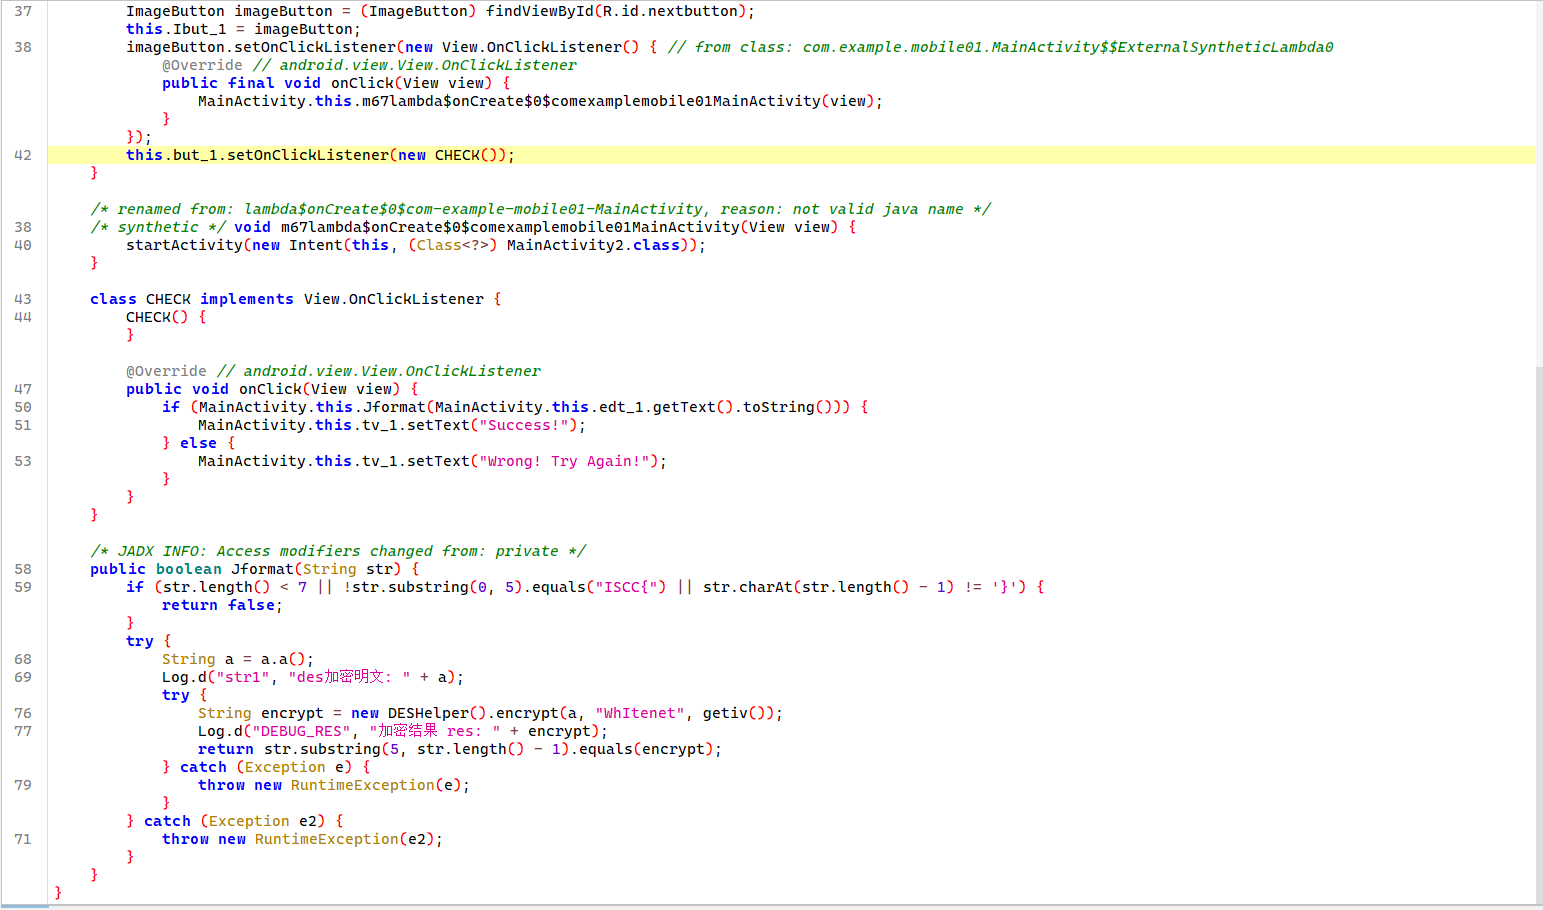 37 ImageButton imageButton = (ImageButton) findViewById(R.id.nextbutton);
this.Ibut_1 = imageButton;
38 imageButton.setOnClickListener(new View.OnClickListener() { // from class: com.example.mobile01.MainActivity$$ExternalSyntheticLambda0
@Override // android.view.View.OnClickListener
public final void onClick(View view) {
MainActivity.this.m67lambda$onCreate$0$comexamplemobile01MainActivity(view);
}
});
42 this.but_1.setOnClickListener(new CHECK());
}
/* renamed from: lambda$onCreate$0$com-example-mobile01-MainActivity, reason: not valid java name */
38 /* synthetic */ void m67lambda$onCreate$0$comexamplemobile01MainActivity(View view) {
40 startActivity(new Intent(this, (Class<?>) MainActivity2.class));
}
43 class CHECK implements View.OnClickListener {
44 CHECK() {
}
@Override // android.view.View.OnClickListener
47 public void onClick(View view) {
50 if (MainActivity.this.Jformat(MainActivity.this.edt_1.getText().toString())) {
51 MainActivity.this.tv_1.setText("Success!");
} else {
53 MainActivity.this.tv_1.setText("Wrong! Try Again!");
}
}
}
/* JADX INFO: Access modifiers changed from: private */
58 public boolean Jformat(String str) {
59 if (str.length() < 7 || !str.substring(0, 5).equals("ISCC{") || str.charAt(str.length() - 1) != '}') {
return false;
}
try {
68 String a = a.a();
69 Log.d("str1", "des加密明文: " + a);
try {
76 String encrypt = new DESHelper().encrypt(a, "WhItenet", getiv());
77 Log.d("DEBUG_RES", "加密结果 res: " + encrypt);
return str.substring(5, str.length() - 1).equals(encrypt);
} catch (Exception e) {
79 throw new RuntimeException(e);
}
} catch (Exception e2) {
71 throw new RuntimeException(e2);
}
}
}